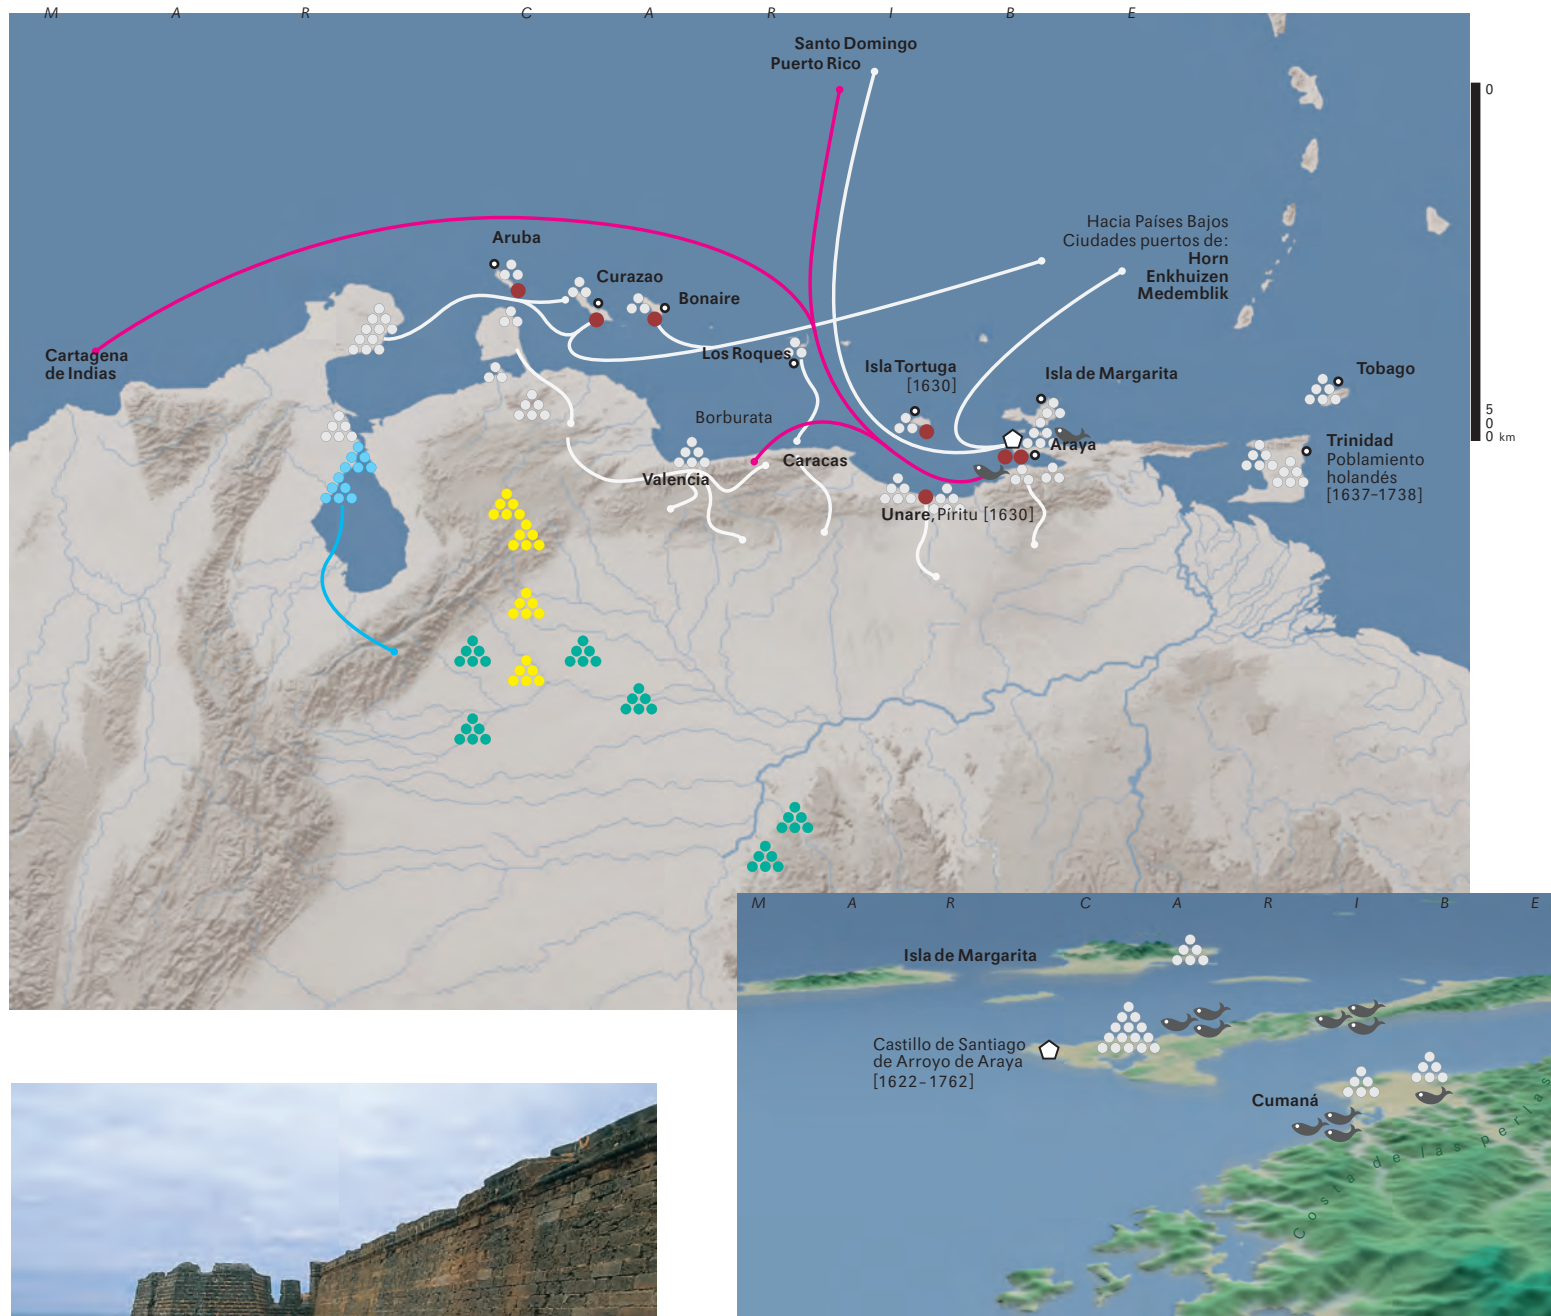 M A R C A R I B E
Santo Domingo
Puerto Rico
0
Hacia Países Bajos
Ciudades puertos de:
Horn
Enkhuizen
Medemblik
Aruba
Curazao
Bonaire
Cartagena
de Indias
Los Roques
Isla Tortuga
[1630]
Isla de Margarita
Tobago
Borburata
5
0
0 km
Araya
Trinidad
Poblamiento
holandés
[1637-1738]
Caracas
Valencia
Unare, Píritu [1630]
M A R C A R I B E
Isla de Margarita
Castillo de Santiago
de Arroyo de Araya
[1622-1762]
Cumaná
Costa de las perlas